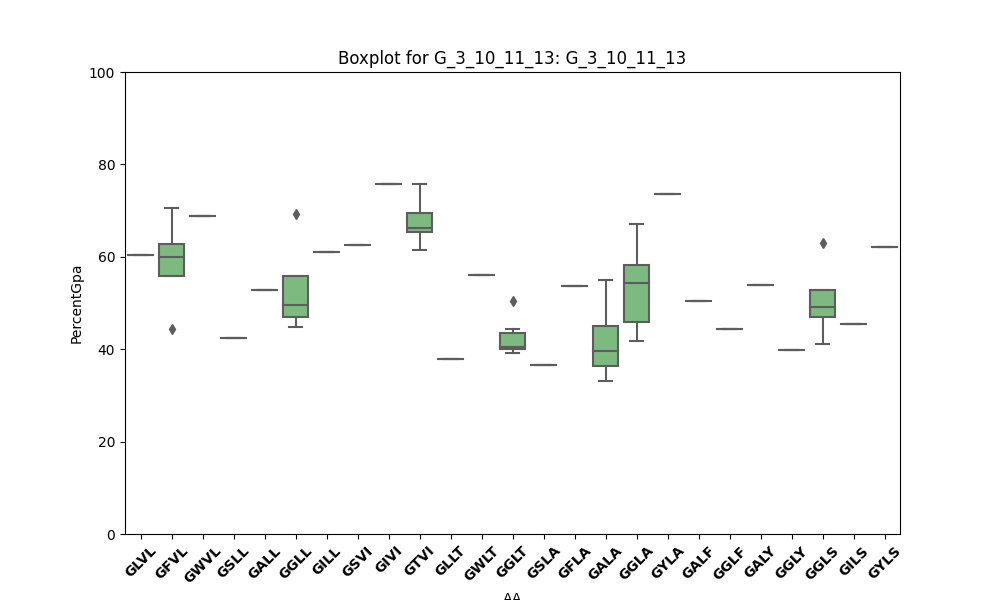 Boxplot for G_3_10_11_13: G_3_10_11_13
100
80
60
40
20
0
PercentGpa
GLVL GFVL GWVL GSLL GALL GGLL GILL GSVI GIVI GTVI GLLT GWLT GGLT GSLA GFLA GALA GGLA GYLA GALF GGLF GALY GGLY GGLS GILS GYLS
AA